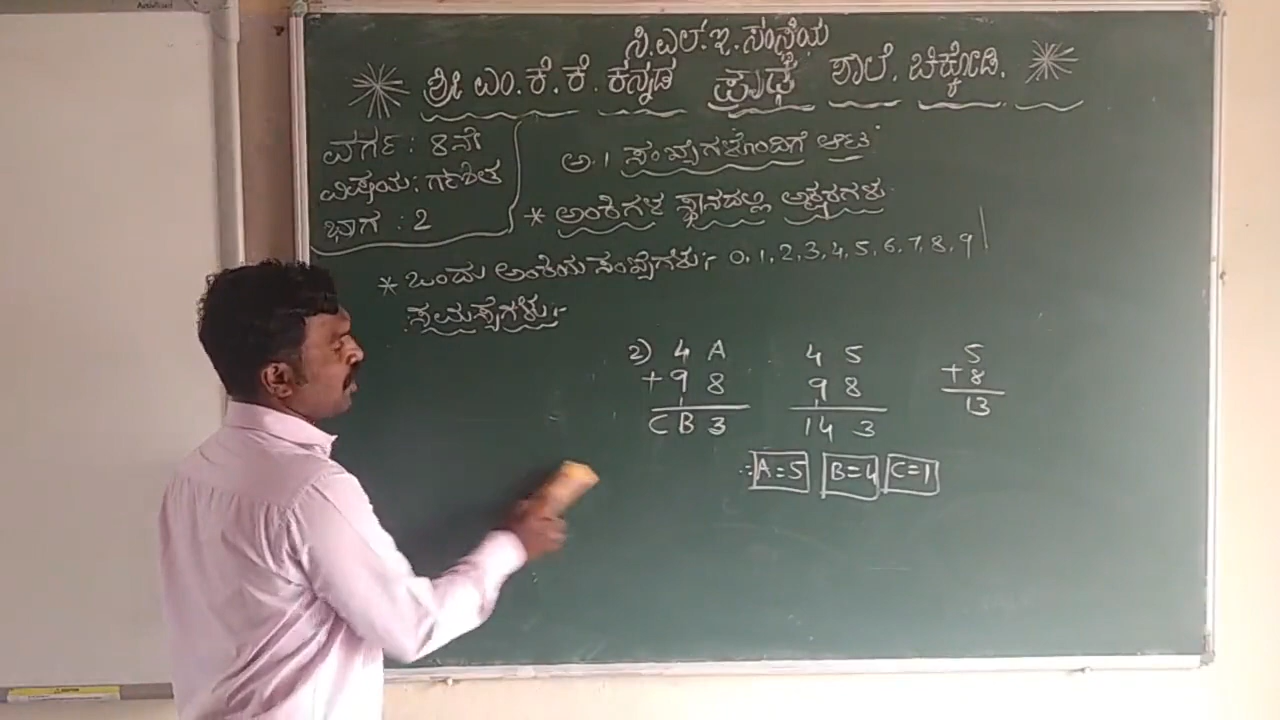 ಸಿ.ಎಲ್.ಇ.ಸಂಸ್ಥೆಯ
ಶ್ರೀ ಎಂ.ಕೆ.ಕೆ. ಕನ್ನಡ ಪ್ರಾಢ ಶಾಲೆ. ಚಿಕ್ಕೋಡಿ.
ವರ್ಗ : 8ನೇ
ವಿಷಯ: ಗಣಿತ
ಭಾಗ : 2
ಅ.1 ಸಂಖ್ಯೆಗಳೊಂದಿಗೆ ಆಟ
* ಅಂಕೆಗಳ ಸ್ಥಾನದಲ್ಲಿ ಅಕ್ಷರಗಳು
* ಒಂದು ಅಂಕಿಯ ಸಂಖ್ಯೆಗಳು:- 0, 1, 2, 3, 4, 5, 6, 7, 8, 9
ಸಮಸ್ಯೆಗಳು:-
2) 4 A 4 5 5
+ 9 8 9 8 + 8
C B 3 1 4 3 13
∴ A = 5 B = 4 C = 1